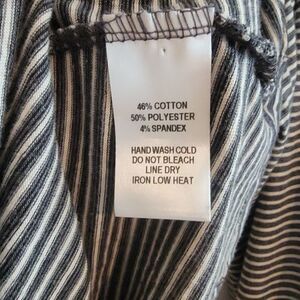 46% COTTON
50% POLYESTER
4% SPANDEX
HAND WASH COLD
DO NOT BLEACH
LINE DRY
IRON LOW HEAT